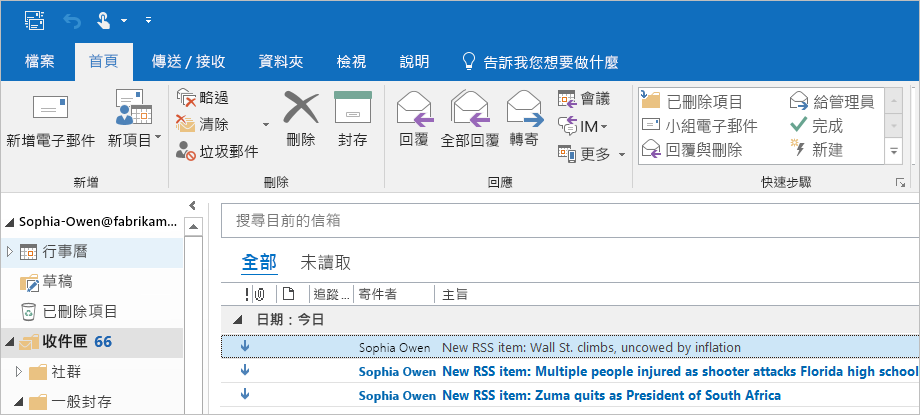 檔案 首頁 傳送 / 接收 資料夾 檢視 說明 告訴我您想要做什麼
新增電子郵件 新項目
新增
略過
清除
垃圾郵件
刪除 封存
刪除
回覆 全部回覆 轉寄
會議
IM
更多
回應
已刪除項目 給管理員
小組電子郵件 完成
回覆與刪除 新建
快速步驟
Sophia-Owen@fabrikam...
行事曆
草稿
已刪除項目
收件匣 66
社群
一般封存
搜尋目前的信箱
全部 未讀取
! 追蹤... 寄件者 主旨
日期：今日
Sophia Owen New RSS item: Wall St. climbs, uncowed by inflation
Sophia Owen New RSS item: Multiple people injured as shooter attacks Florida high school
Sophia Owen New RSS item: Zuma quits as President of South Africa